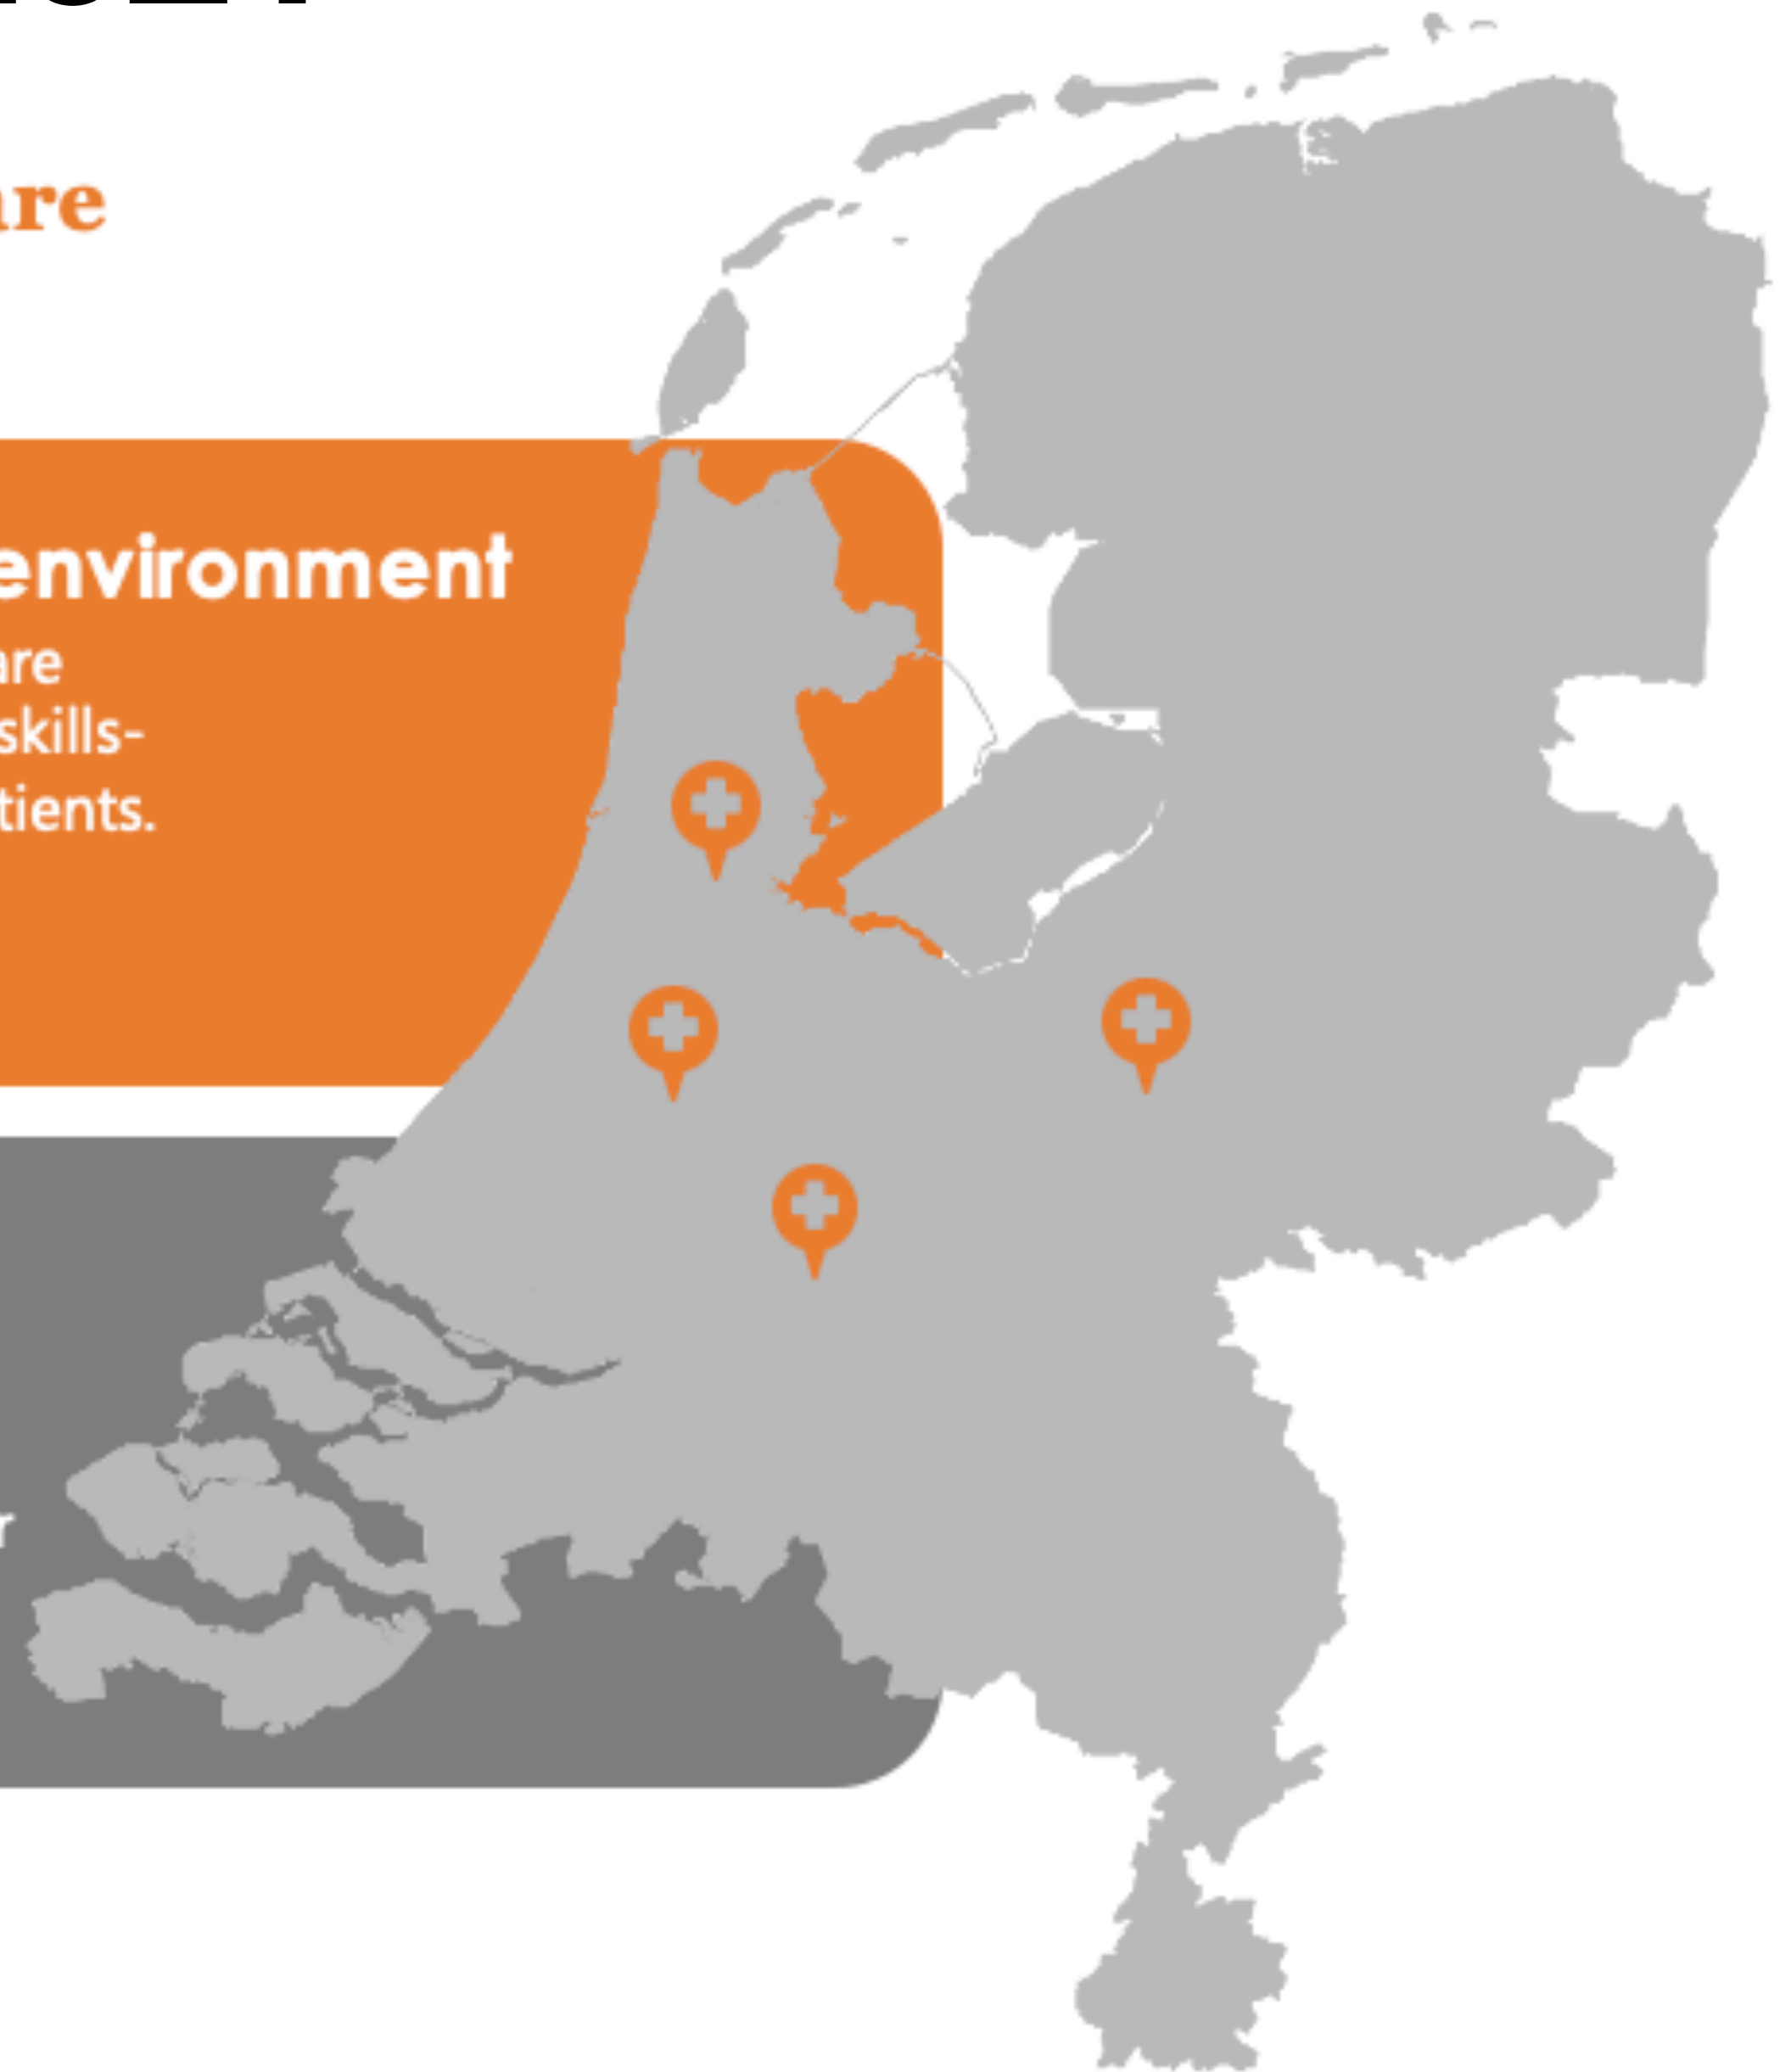 are
environment
are
skills-
tients.